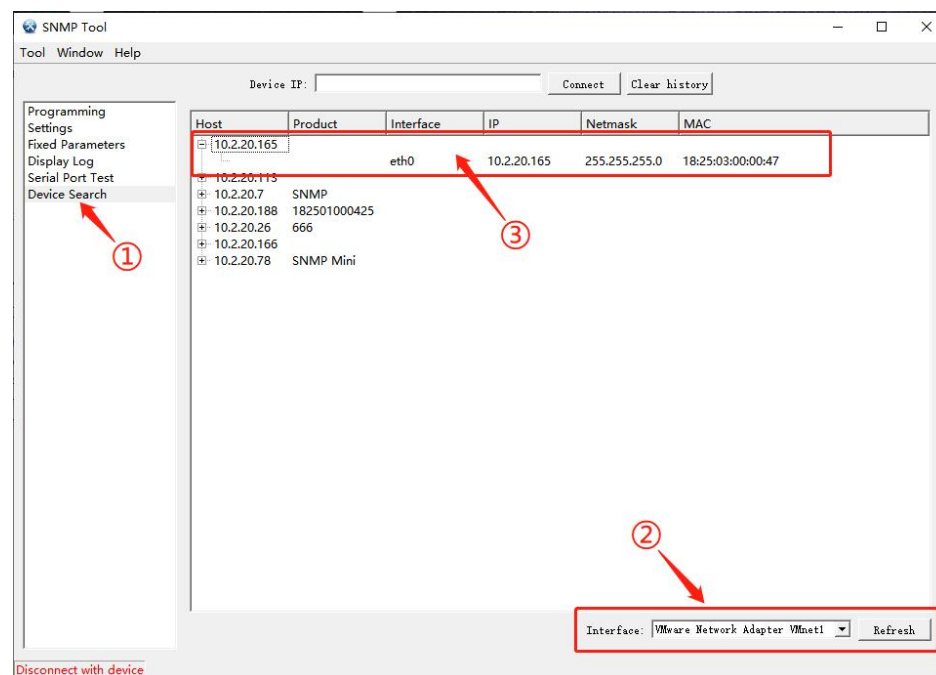 SNMP Tool
Tool Window Help
Device IP: Connect Clear history
Programming
Settings
Fixed Parameters
Display Log
Serial Port Test
Device Search
①
Host Product Interface IP Netmask MAC
10.2.20.165
eth0 10.2.20.165 255.255.255.0 18:25:03:00:00:47
10.2.20.113
10.2.20.7 SNMP
10.2.20.188 182501000425
10.2.20.26 666
10.2.20.166
10.2.20.78 SNMP Mini
③
②
Interface: VMware Network Adapter VMnet1 Refresh
Disconnect with device